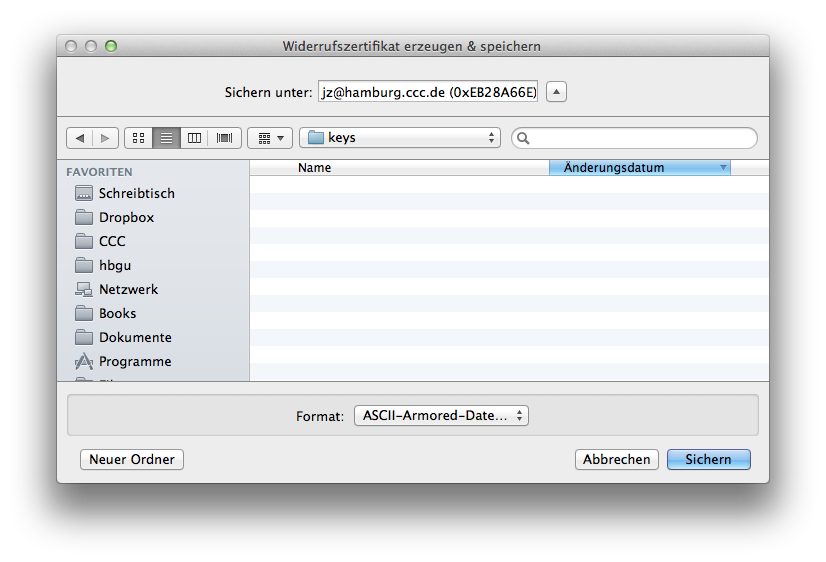 Widerrufszertifikat erzeugen & speichern
Sichern unter: jz@hamburg.ccc.de (0xEB28A66E)
keys
FAVORITEN
Name Änderungsdatum
Schreibtisch
Dropbox
CCC
hbgu
Netzwerk
Books
Dokumente
Programme
Format: ASCII-Armored-Date...
Neuer Ordner Abbrechen Sichern